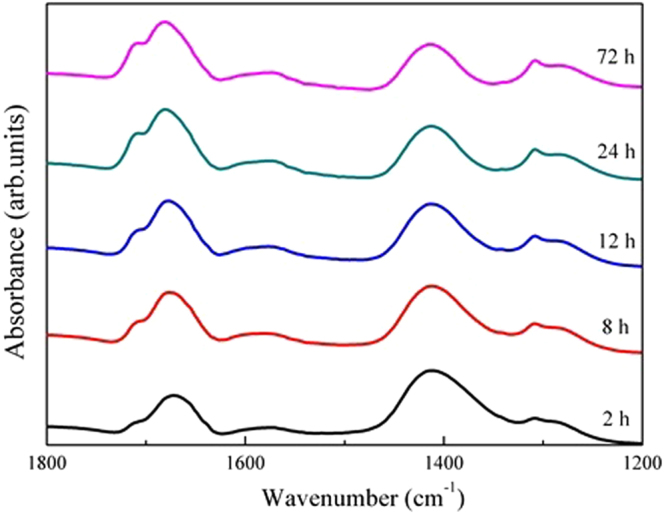 72 h
24 h
12 h
8 h
2 h
Absorbance (arb.units)
1800 1600 1400 1200
Wavenumber (cm⁻¹)